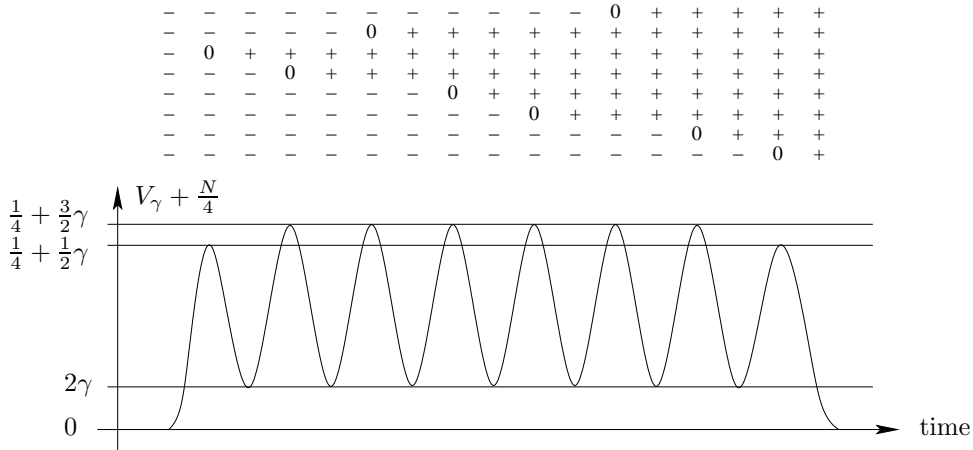 − − − − − − − − − − − 0 + + + + +
− − − − − 0 + + + + + + + + + + +
− 0 + + + + + + + + + + + + + + +
− − − 0 + + + + + + + + + + + + +
− − − − − − − 0 + + + + + + + + +
− − − − − − − − − 0 + + + + + + +
− − − − − − − − − − − − − 0 + + +
− − − − − − − − − − − − − − − 0 +
V_γ + N/4
1/4 + 3/2 γ
1/4 + 1/2 γ
2γ
0
time